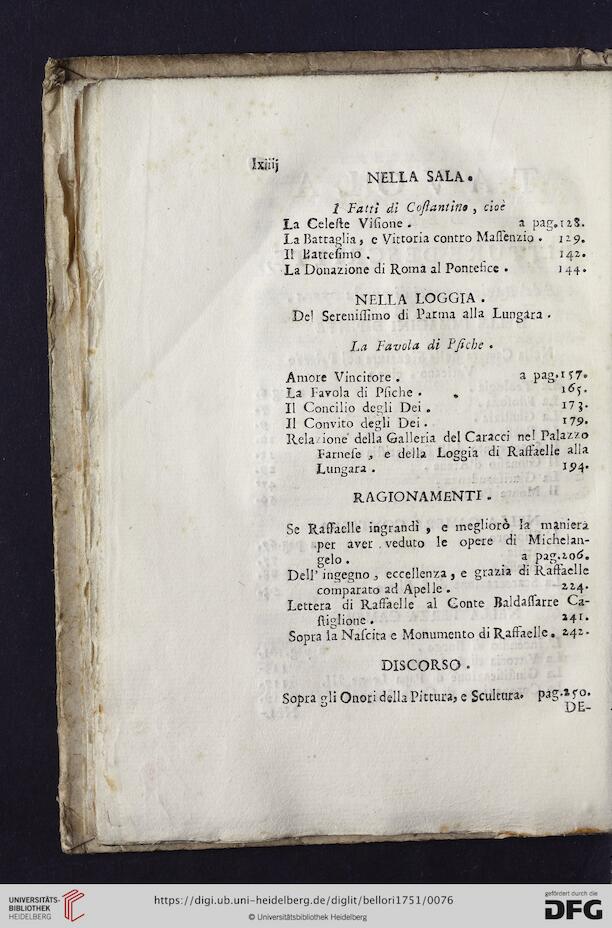 lxiiij
NELLA SALA.
I Fatti di Coſtantino, cioè
La Celeſte Viſione. a pag.128.
La Battaglia, e Vittoria contro Maſſenzio. 129.
Il Batteſimo. 142.
La Donazione di Roma al Pontefice. 144.
NELLA LOGGIA.
Del Sereniſſimo di Parma alla Lungara.
La Favola di Pſiche.
Amore Vincitore. a pag.157.
La Favola di Pſiche. 165.
Il Concilio degli Dei. 173.
Il Convito degli Dei. 179.
Relazione della Galleria del Caracci nel Palazzo
Farneſe, e della Loggia di Raffaelle alla
Lungara. 194.
RAGIONAMENTI.
Se Raffaelle ingrandì, e megliorò la maniera
per aver veduto le opere di Michelan-
gelo. a pag.206.
Dell' ingegno, eccellenza, e grazia di Raffaelle
comparato ad Apelle. 224.
Lettera di Raffaelle al Conte Baldaſſarre Ca-
ſtiglione. 241.
Sopra la Naſcita e Monumento di Raffaelle. 242.
DISCORSO.
Sopra gli Onori della Pittura, e Scultura. pag.250.
DE-
UNIVERSITÄTS-
BIBLIOTHEK
HEIDELBERG
https://digi.ub.uni-heidelberg.de/diglit/bellori1751/0076
© Universitätsbibliothek Heidelberg
gefördert durch die
DFG